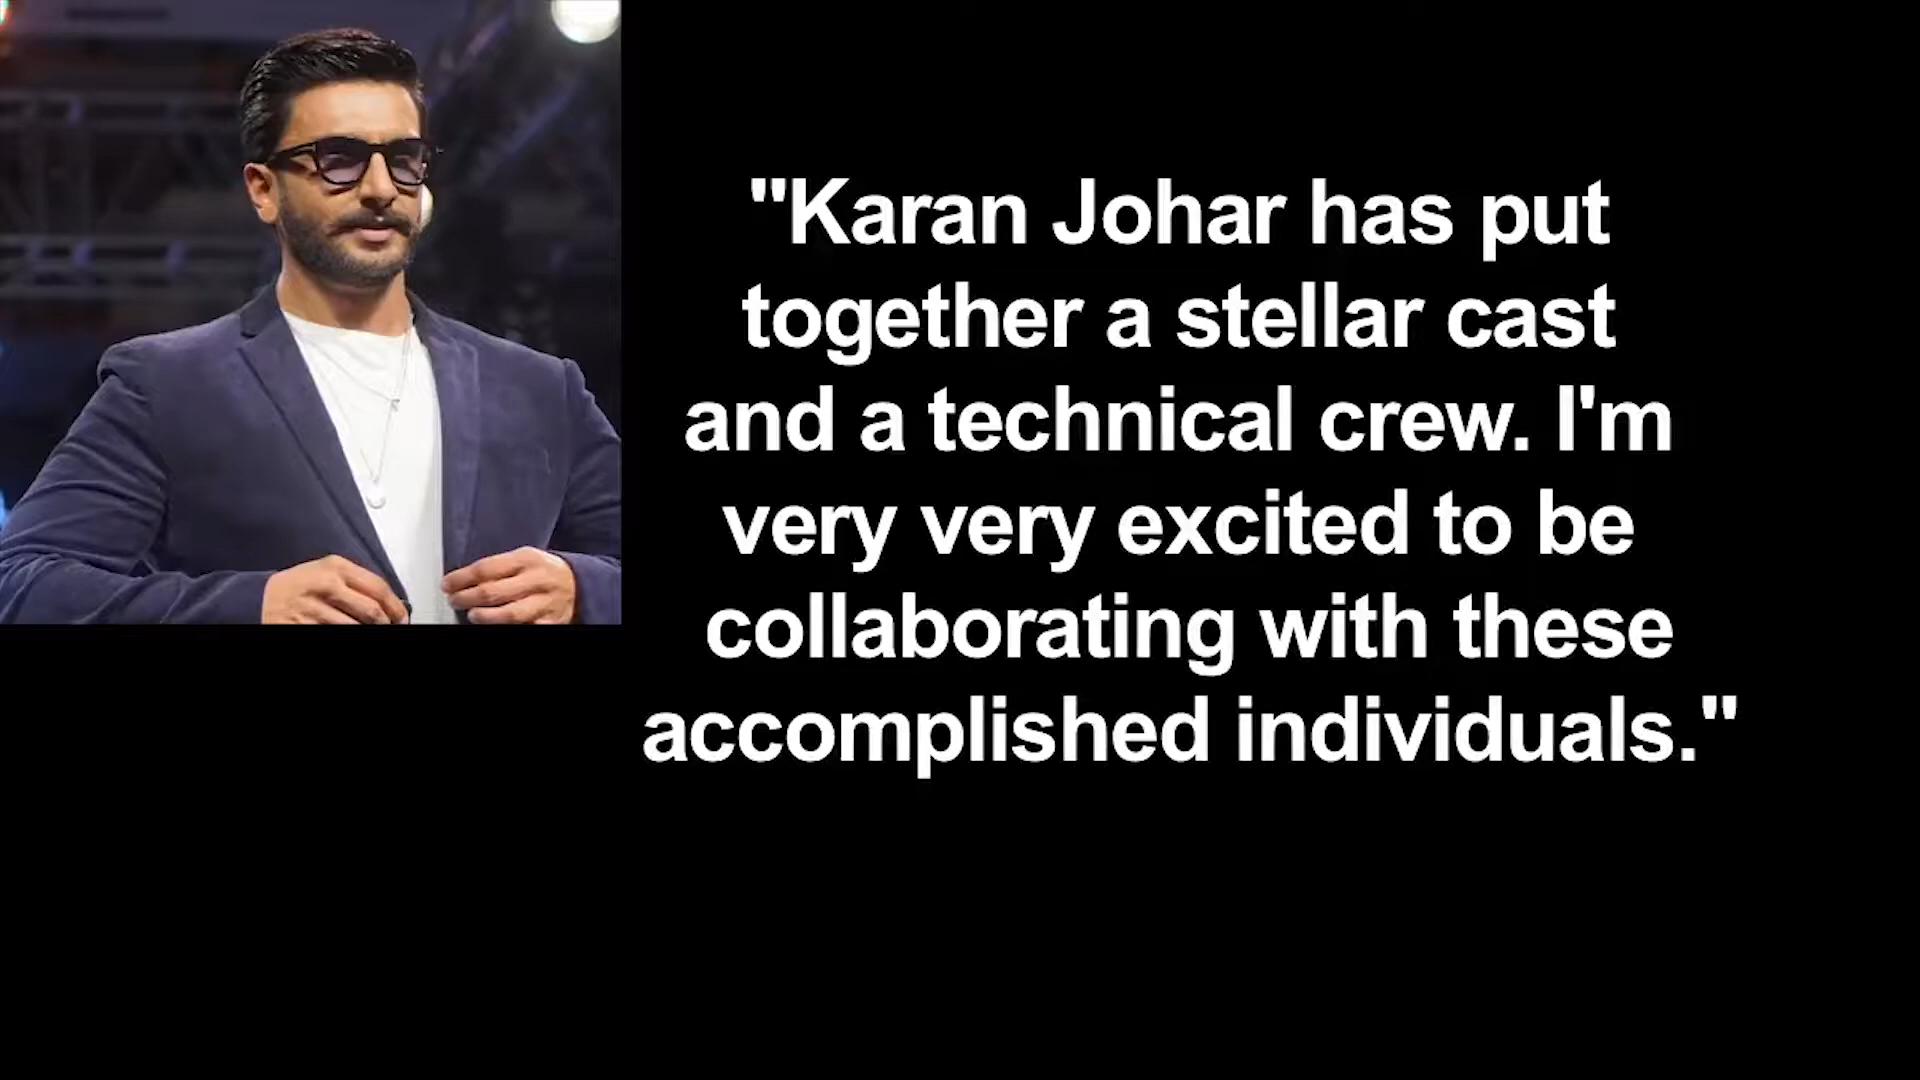 "Karan Johar has put
together a stellar cast
and a technical crew. I'm
very very excited to be
collaborating with these
accomplished individuals."